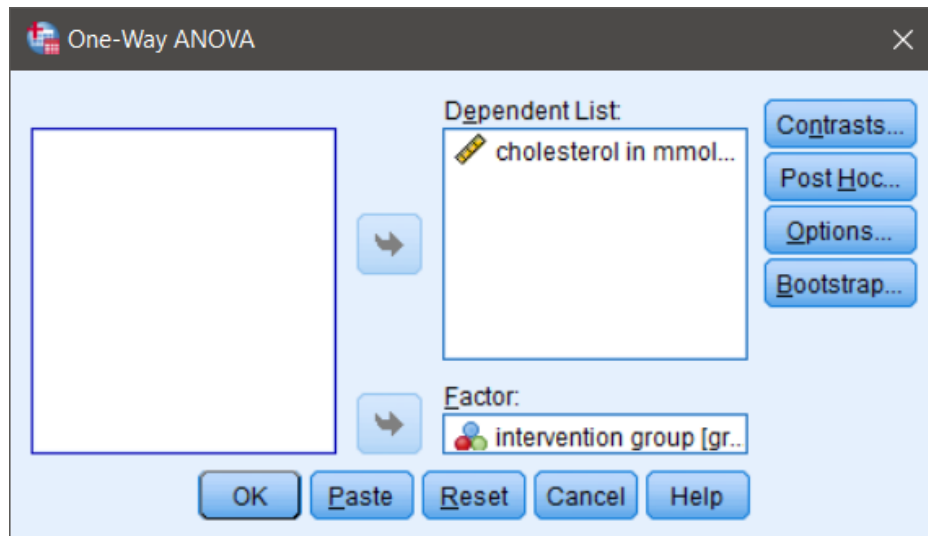 One-Way ANOVA
Dependent List:
cholesterol in mmol...
Contrasts...
Post Hoc...
Options...
Bootstrap...
Factor:
intervention group [gr...
OK Paste Reset Cancel Help